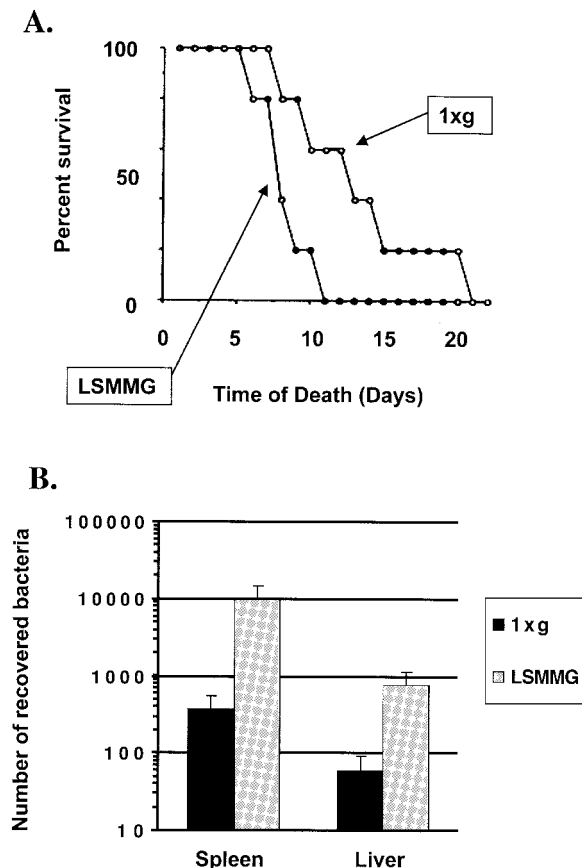 A.
100
50
0
Percent survival
1xg
LSMMG
0 5 10 15 20
Time of Death (Days)
B.
100000
10000
1000
100
10
Number of recovered bacteria
1xg
LSMMG
Spleen Liver